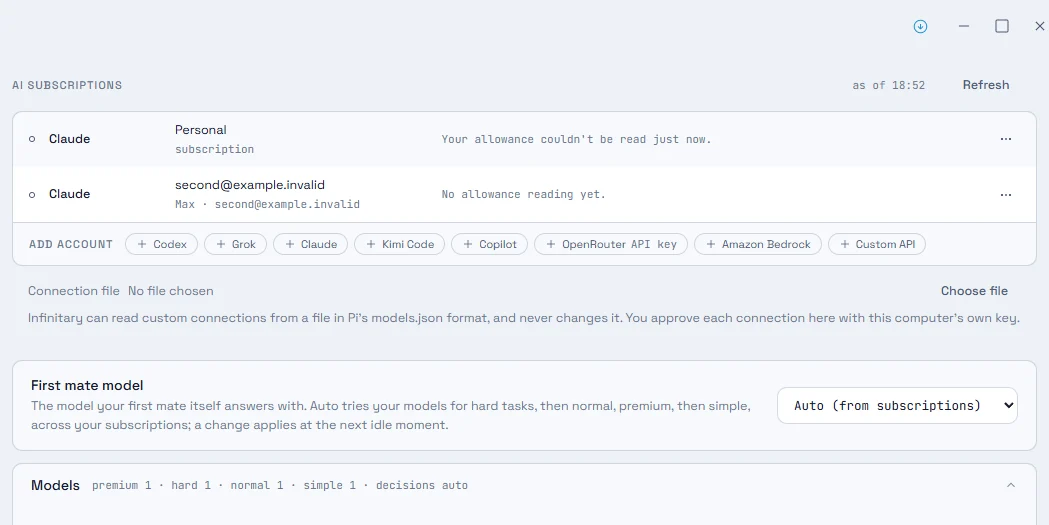 AI SUBSCRIPTIONS as of 18:52 Refresh
Claude Personal Your allowance couldn't be read just now. ...
subscription
Claude second@example.invalid No allowance reading yet. ...
Max · second@example.invalid
ADD ACCOUNT + Codex + Grok + Claude + Kimi Code + Copilot + OpenRouter API key + Amazon Bedrock + Custom API
Connection file No file chosen Choose file
Infinitary can read custom connections from a file in Pi's models.json format, and never changes it. You approve each connection here with this computer's own key.
First mate model
The model your first mate itself answers with. Auto tries your models for hard tasks, then normal, premium, then simple,
across your subscriptions; a change applies at the next idle moment.
Auto (from subscriptions)
Models premium 1 · hard 1 · normal 1 · simple 1 · decisions auto